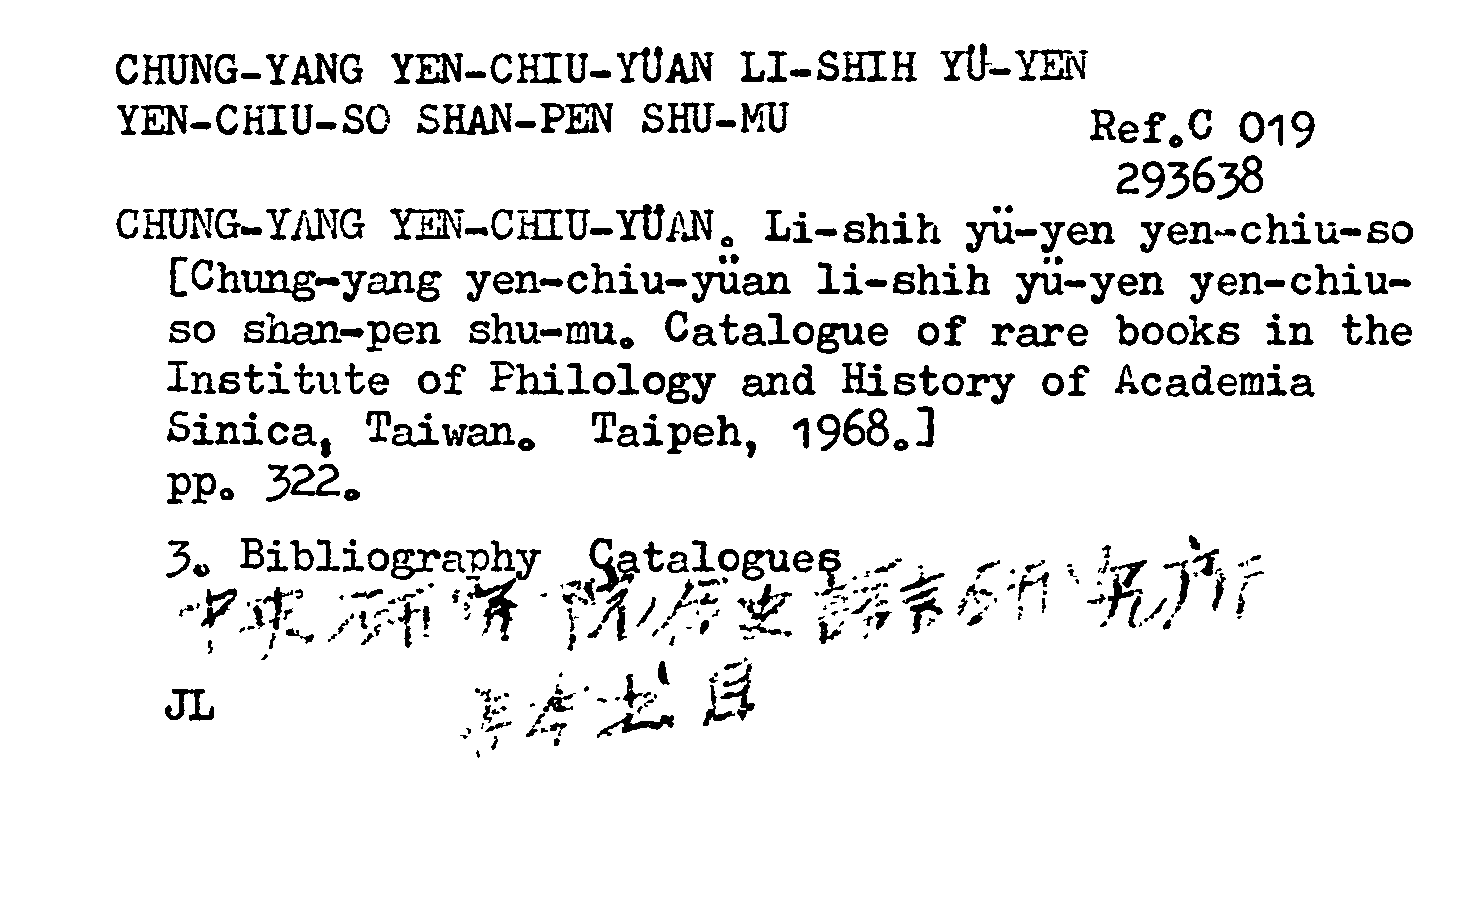 CHUNG-YANG YEN-CHIU-YÜAN LI-SHIH YÜ-YEN
YEN-CHIU-SO SHAN-PEN SHU-MU
Ref.C 019
293638
CHUNG-YANG YEN-CHIU-YÜAN. Li-shih yü-yen yen-chiu-so
[Chung-yang yen-chiu-yüan li-shih yü-yen yen-chiu-
so shan-pen shu-mu. Catalogue of rare books in the
Institute of Philology and History of Academia
Sinica, Taiwan. Taipeh, 1968.]
pp. 322.
3. Bibliography Catalogues
中央研究院歷史語言研究所
善本书目
JL